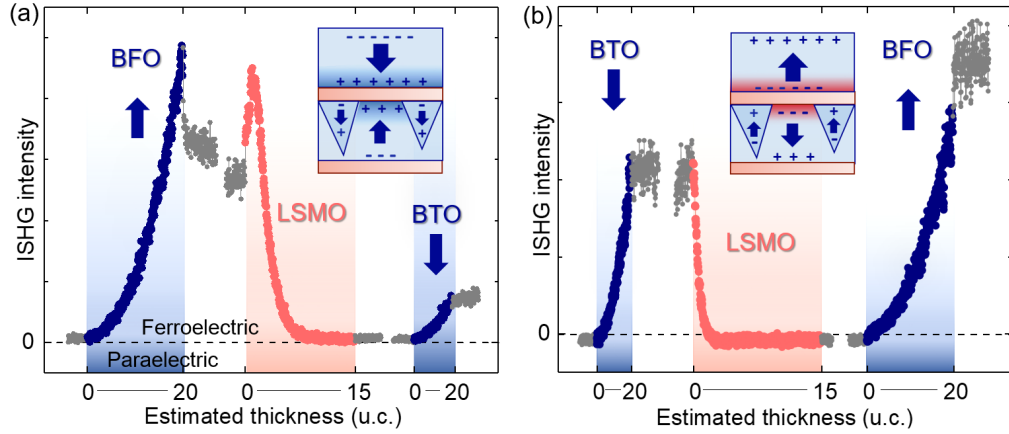 (a)
BFO
LSMO
BTO
- - - - - - -
+ + + + + +
- + + + -
+ +
- - - -
ISHG intensity
0
Ferroelectric
Paraelectric
0 20 0 15 0 20
Estimated thickness (u.c.)
(b)
BTO
BFO
LSMO
+ + + + + +
- - - - - -
+ - - - +
- -
+ + +
ISHG intensity
0
0 20 0 15 0 20
Estimated thickness (u.c.)